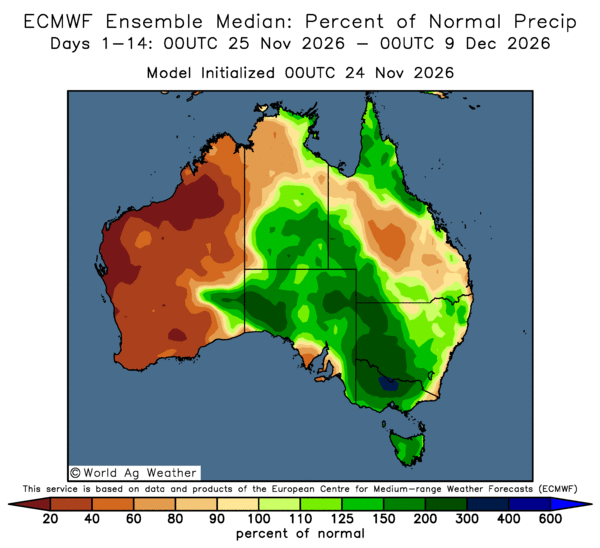 ECMWF Ensemble Median: Percent of Normal Precip
Days 1-14: 00UTC 25 Nov 2026 - 00UTC 9 Dec 2026
Model Initialized 00UTC 24 Nov 2026
©World Ag Weather
This service is based on data and products of the European Centre for Medium-range Weather Forecasts (ECMWF)
20 40 60 80 90 100 110 125 150 200 300 400 600
percent of normal